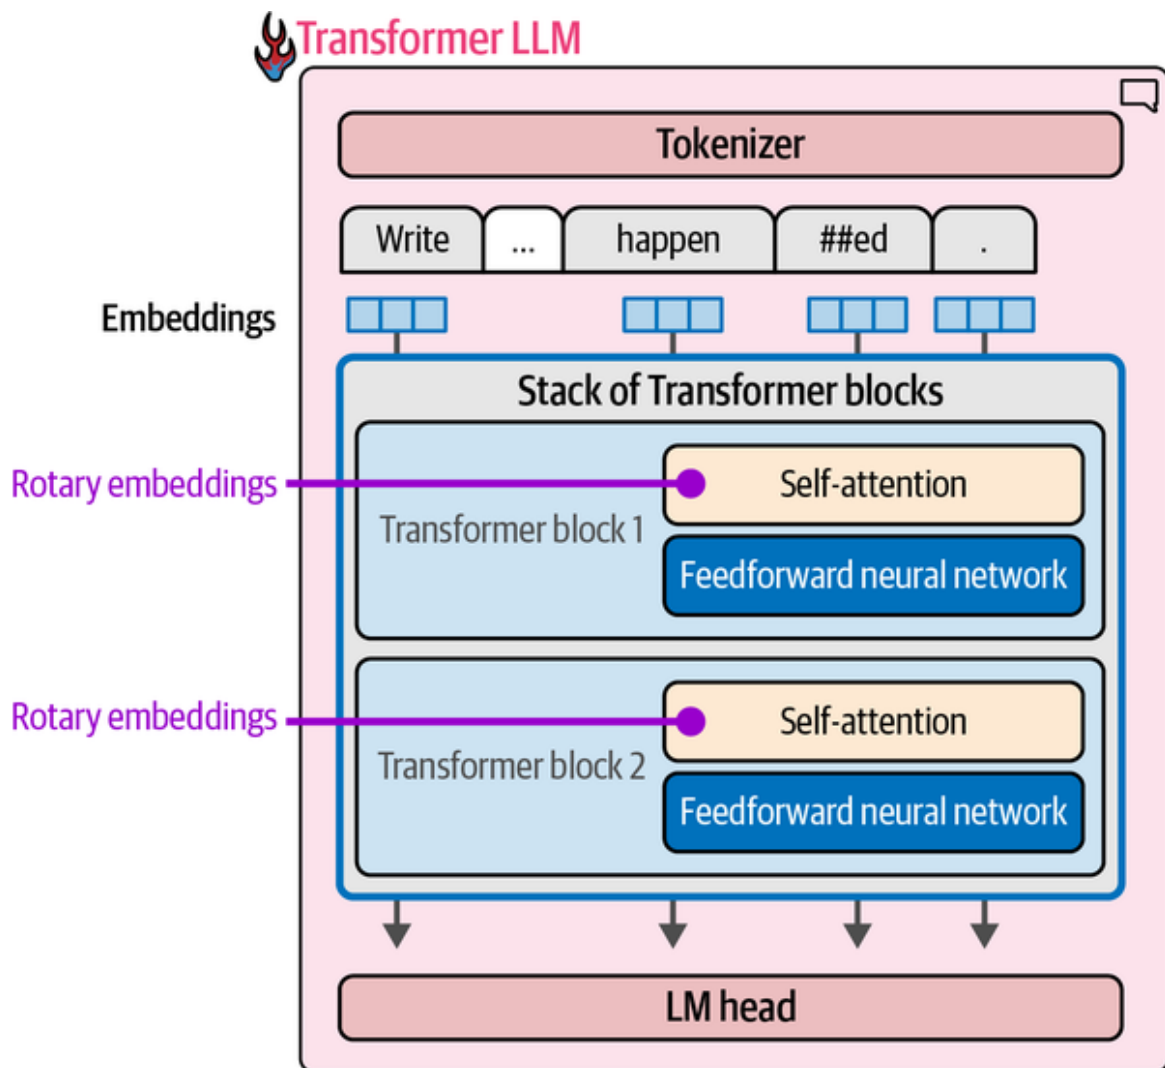 Transformer LLM
Tokenizer
Write ... happen ##ed .
Embeddings
Stack of Transformer blocks
Rotary embeddings
Self-attention
Transformer block 1
Feedforward neural network
Rotary embeddings
Self-attention
Transformer block 2
Feedforward neural network
LM head